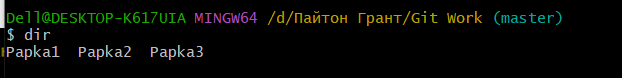 Dell@DESKTOP-K617UIA MINGW64 /d/Пайтон Грант/Git Work (master)
$ dir
Papka1  Papka2  Papka3